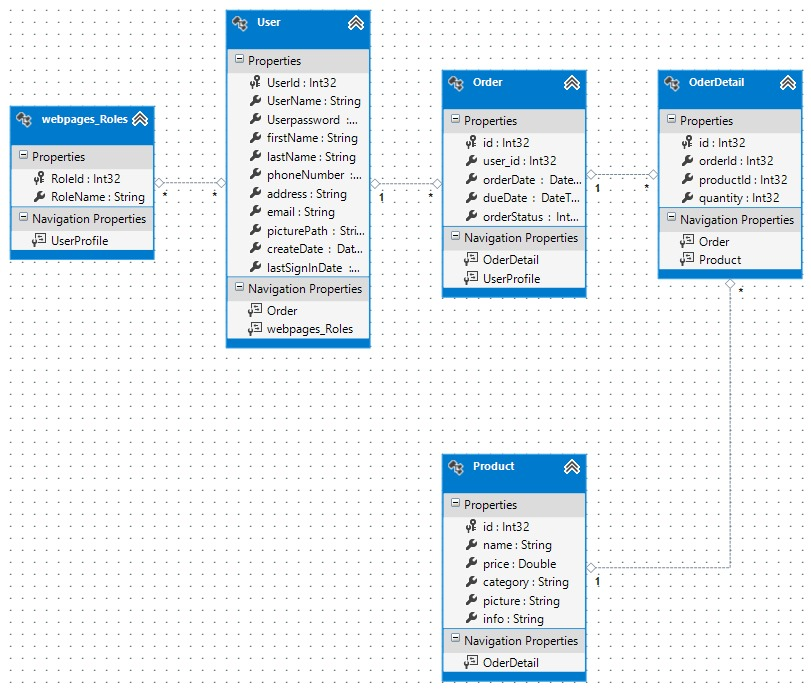 webpages_Roles
Properties
RoleId : Int32
RoleName : String
Navigation Properties
UserProfile
*
*
User
Properties
UserId : Int32
UserName : String
Userpassword :...
firstName : String
lastName : String
phoneNumber :...
address : String
email : String
picturePath : Stri...
createDate : Dat...
lastSignInDate :...
Navigation Properties
Order
webpages_Roles
1
*
Order
Properties
id : Int32
user_id : Int32
orderDate : Date...
dueDate : DateT...
orderStatus : Int...
Navigation Properties
OderDetail
UserProfile
1
*
OderDetail
Properties
id : Int32
orderId : Int32
productId : Int32
quantity : Int32
Navigation Properties
Order
Product
*
Product
Properties
id : Int32
name : String
price : Double
category : String
picture : String
info : String
Navigation Properties
OderDetail
1